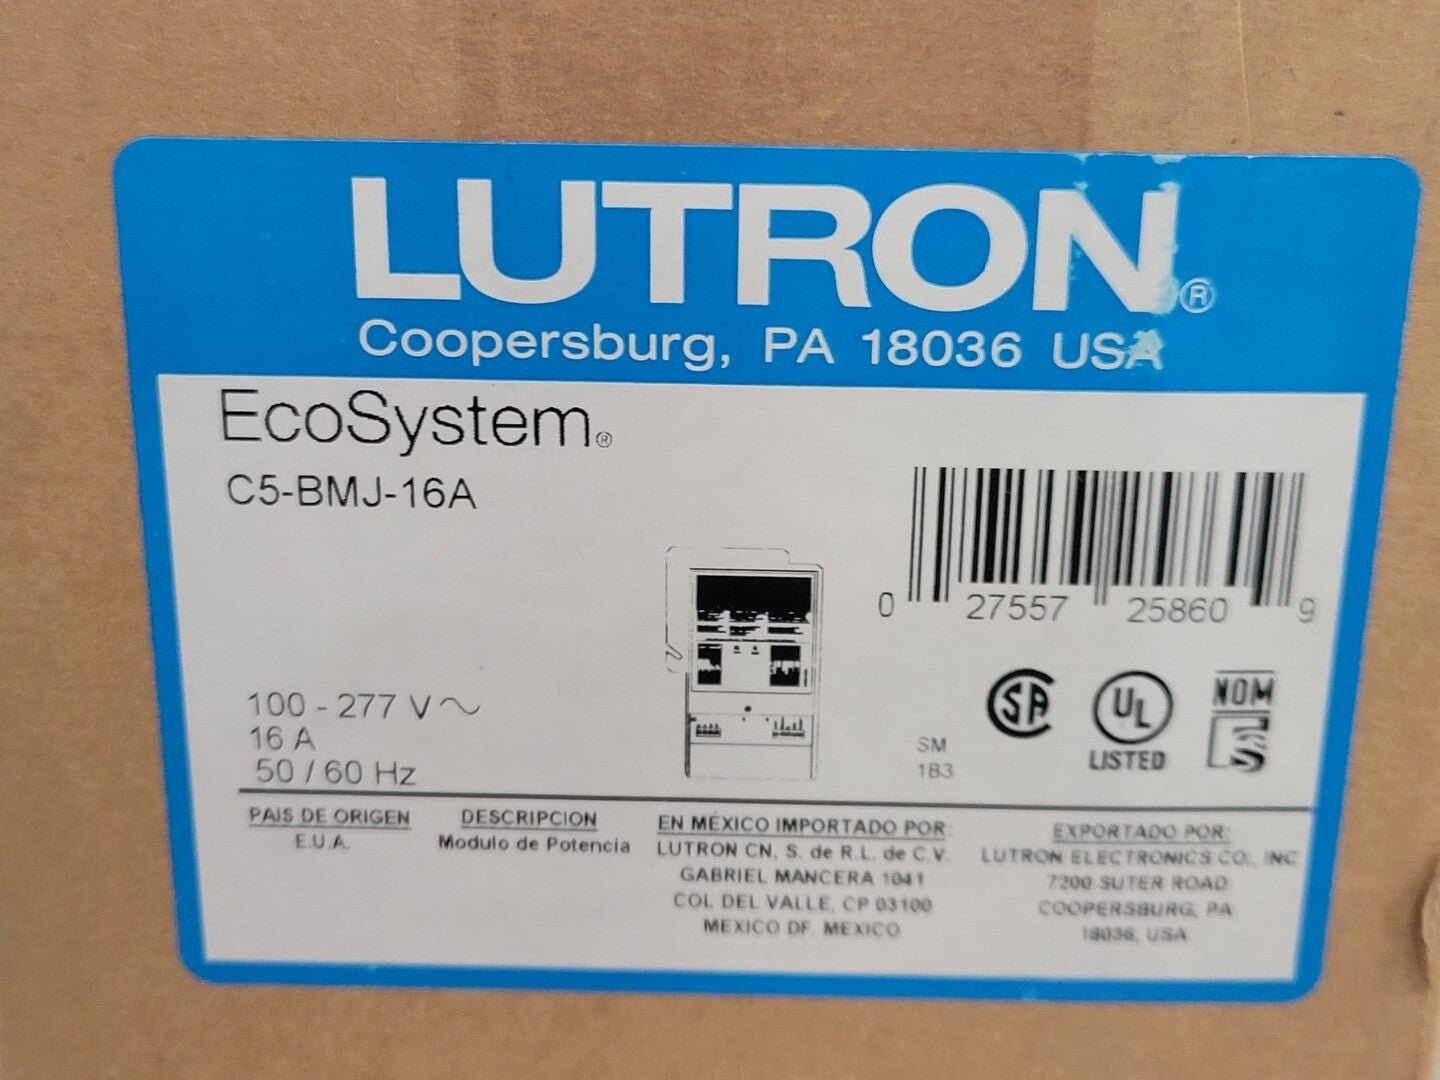 LUTRON®
Coopersburg, PA 18036 USA
EcoSystem®
C5-BMJ-16A
0 27557 25860 9
100 - 277 V ~
16 A
50 / 60 Hz
SM
1B3
SA
UL
LISTED
NOM
PAIS DE ORIGEN
E.U.A.
DESCRIPCION
Modulo de Potencia
EN MÉXICO IMPORTADO POR:
LUTRON CN, S. de R.L. de C.V.
GABRIEL MANCERA 1041
COL DEL VALLE, CP 03100
MEXICO DF. MEXICO
EXPORTADO POR:
LUTRON ELECTRONICS CO., INC
7200 SUTER ROAD
COOPERSBURG, PA
18036, USA